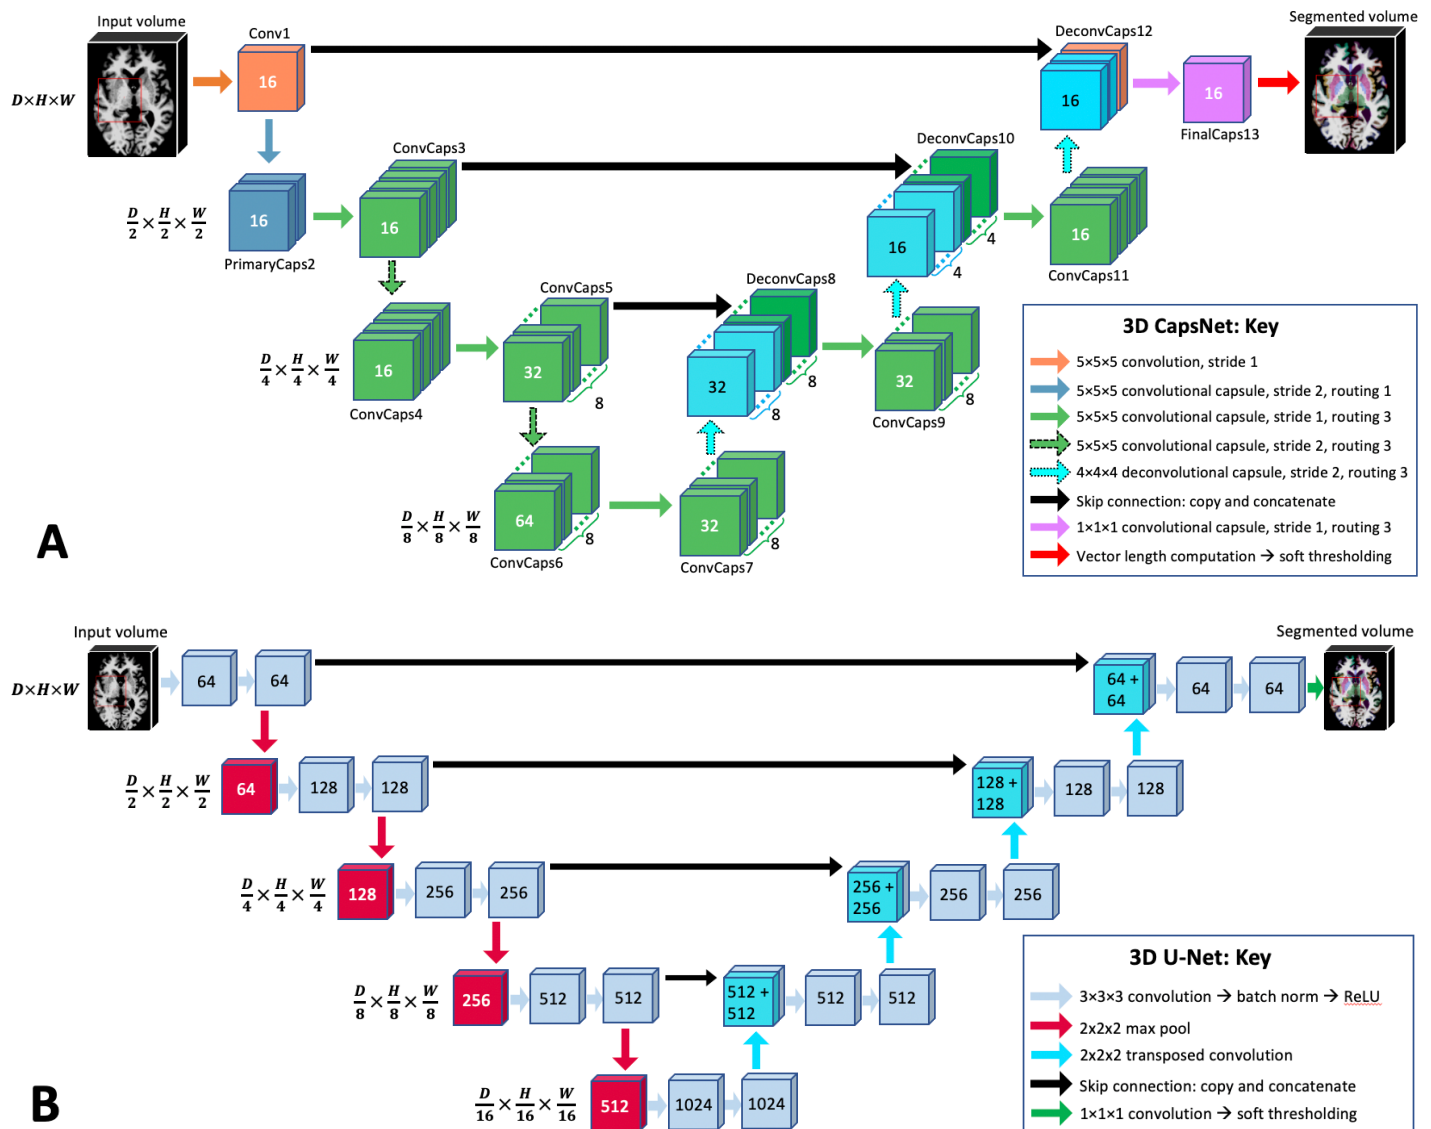 Input volume
Conv1
DeconvCaps12
Segmented volume
D×H×W
16
16
16
FinalCaps13
ConvCaps3
DeconvCaps10
D/2 × H/2 × W/2
16
16
PrimaryCaps2
16
4
4
16
ConvCaps11
ConvCaps5
DeconvCaps8
D/4 × H/4 × W/4
16
ConvCaps4
32
8
32
8
8
32
8
ConvCaps9
D/8 × H/8 × W/8
64
8
ConvCaps6
32
8
ConvCaps7
A
3D CapsNet: Key
5×5×5 convolution, stride 1
5×5×5 convolutional capsule, stride 2, routing 1
5×5×5 convolutional capsule, stride 1, routing 3
5×5×5 convolutional capsule, stride 2, routing 3
4×4×4 deconvolutional capsule, stride 2, routing 3
Skip connection: copy and concatenate
1×1×1 convolutional capsule, stride 1, routing 3
Vector length computation → soft thresholding
Input volume
Segmented volume
D×H×W
64
64
64 +
64
64
64
D/2 × H/2 × W/2
64
128
128
128 +
128
128
128
D/4 × H/4 × W/4
128
256
256
256 +
256
256
256
D/8 × H/8 × W/8
256
512
512
512 +
512
512
512
D/16 × H/16 × W/16
512
1024
1024
B
3D U-Net: Key
3×3×3 convolution → batch norm → ReLU
2x2x2 max pool
2x2x2 transposed convolution
Skip connection: copy and concatenate
1×1×1 convolution → soft thresholding